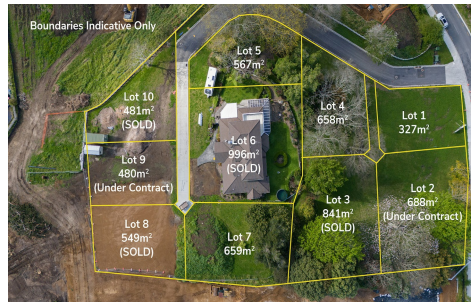 Boundaries Indicative Only
Lot 5
567m²
Lot 10
481m²
(SOLD)
Lot 4
658m²
Lot 1
327m²
Lot 6
996m²
(SOLD)
Lot 9
480m²
(Under Contract)
Lot 3
841m²
(SOLD)
Lot 2
688m²
(Under Contract)
Lot 8
549m²
(SOLD)
Lot 7
659m²